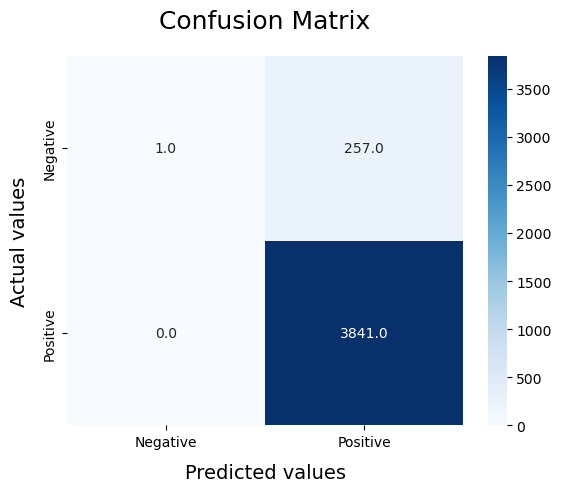 Confusion Matrix
Actual values
Negative
Positive
1.0
257.0
0.0
3841.0
Negative
Positive
Predicted values
3500
3000
2500
2000
1500
1000
500
0